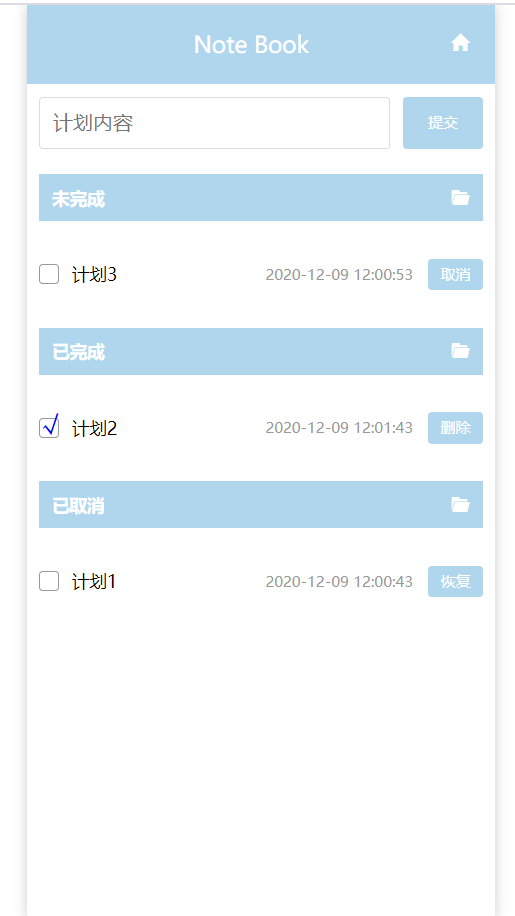 Note Book
计划内容 提交
未完成
计划3 2020-12-09 12:00:53 取消
已完成
计划2 2020-12-09 12:01:43 删除
已取消
计划1 2020-12-09 12:00:43 恢复